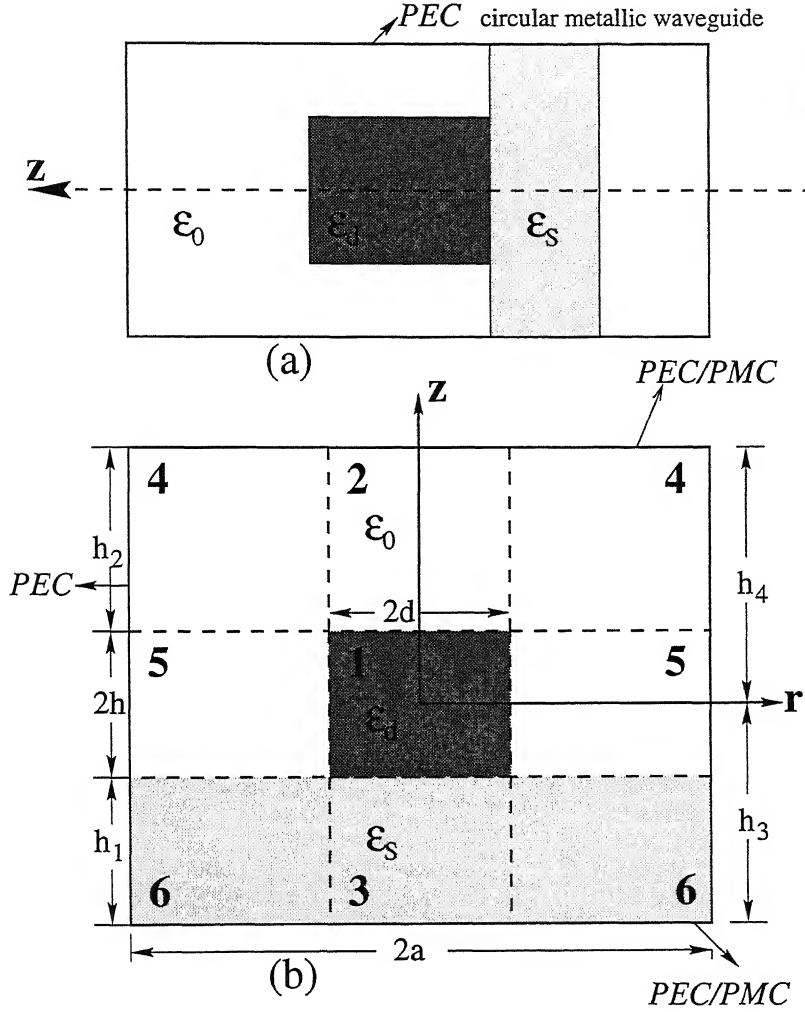 PEC circular metallic waveguide
z
ε0 εd εs
(a)
PEC/PMC
z
4 2 4
ε0
h2
h4
PEC
2d
5 1 5
2h
r
εd
h1
εs
h3
6 3 6
2a
(b)
PEC/PMC